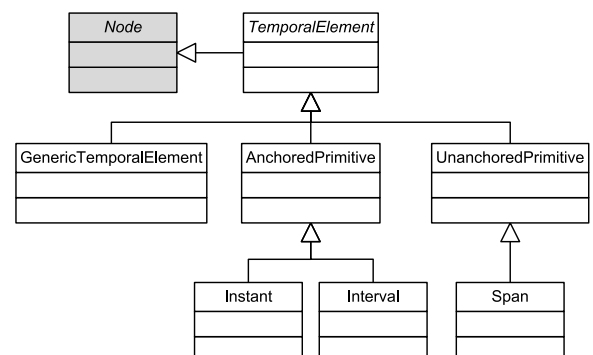 Node
TemporalElement
GenericTemporalElement
AnchoredPrimitive
UnanchoredPrimitive
Instant
Interval
Span